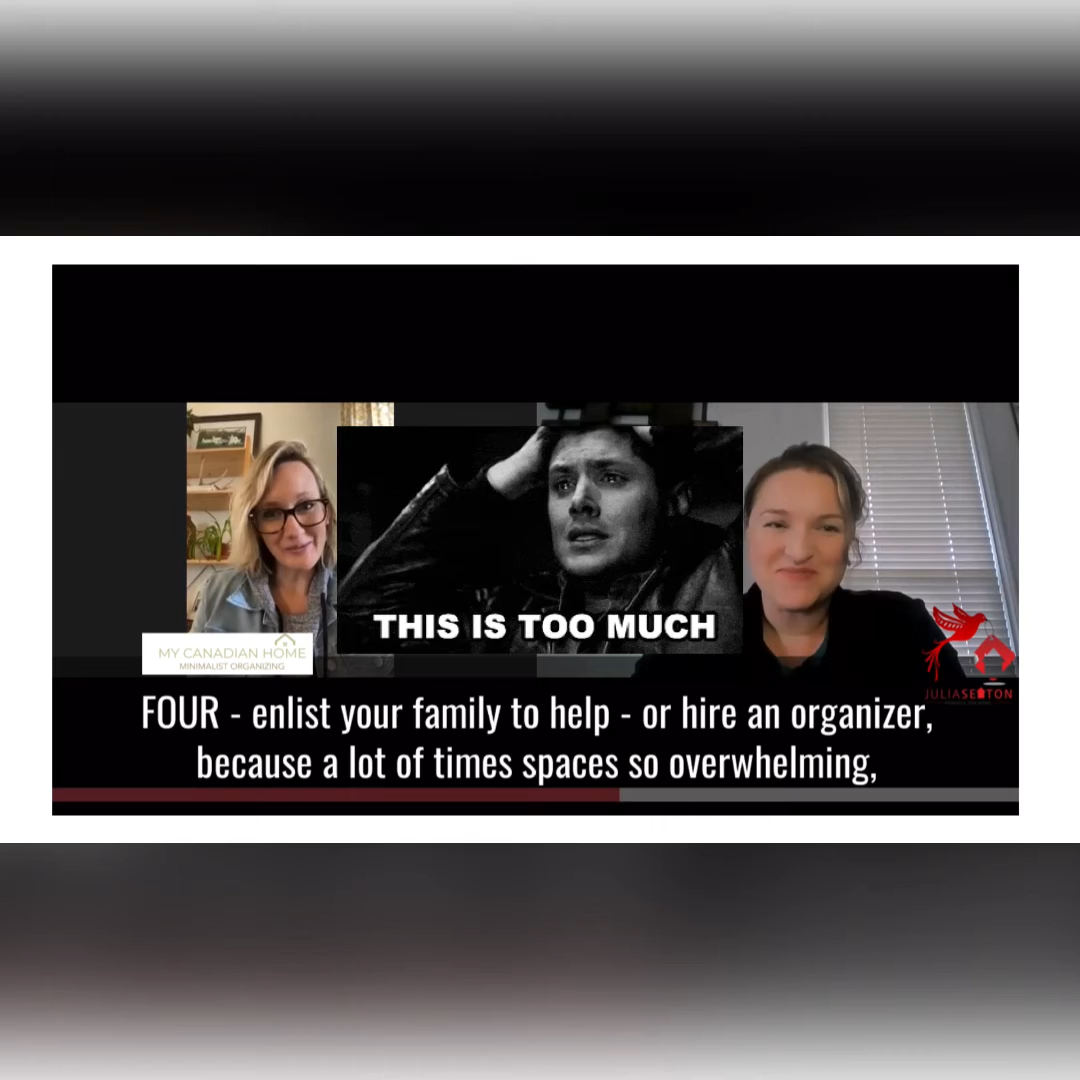 THIS IS TOO MUCH
MY CANADIAN HOME
MINIMALIST ORGANIZING
JULIASEATON
FOUR - enlist your family to help - or hire an organizer,
because a lot of times spaces so overwhelming,